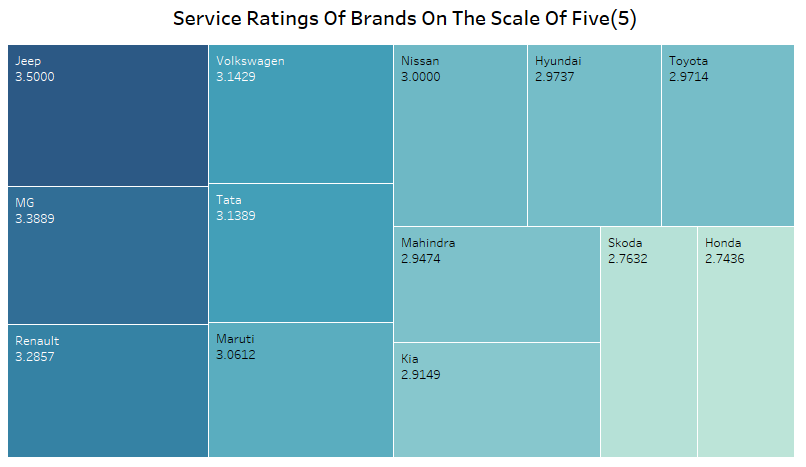 Service Ratings Of Brands On The Scale Of Five(5)
Jeep
3.5000
MG
3.3889
Renault
3.2857
Volkswagen
3.1429
Tata
3.1389
Maruti
3.0612
Nissan
3.0000
Hyundai
2.9737
Toyota
2.9714
Mahindra
2.9474
Kia
2.9149
Skoda
2.7632
Honda
2.7436